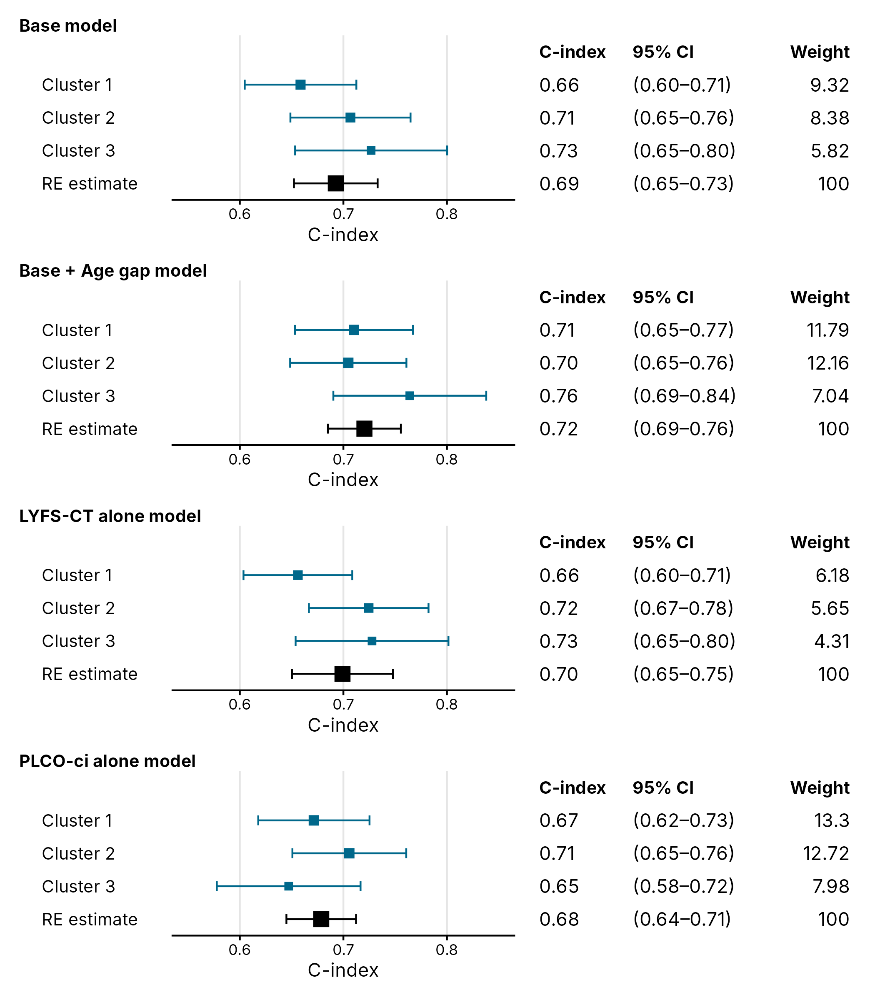 Base model
C-index 95% CI Weight
Cluster 1 0.66 (0.60–0.71) 9.32
Cluster 2 0.71 (0.65–0.76) 8.38
Cluster 3 0.73 (0.65–0.80) 5.82
RE estimate 0.69 (0.65–0.73) 100
0.6 0.7 0.8
C-index
Base + Age gap model
C-index 95% CI Weight
Cluster 1 0.71 (0.65–0.77) 11.79
Cluster 2 0.70 (0.65–0.76) 12.16
Cluster 3 0.76 (0.69–0.84) 7.04
RE estimate 0.72 (0.69–0.76) 100
0.6 0.7 0.8
C-index
LYFS-CT alone model
C-index 95% CI Weight
Cluster 1 0.66 (0.60–0.71) 6.18
Cluster 2 0.72 (0.67–0.78) 5.65
Cluster 3 0.73 (0.65–0.80) 4.31
RE estimate 0.70 (0.65–0.75) 100
0.6 0.7 0.8
C-index
PLCO-ci alone model
C-index 95% CI Weight
Cluster 1 0.67 (0.62–0.73) 13.3
Cluster 2 0.71 (0.65–0.76) 12.72
Cluster 3 0.65 (0.58–0.72) 7.98
RE estimate 0.68 (0.64–0.71) 100
0.6 0.7 0.8
C-index